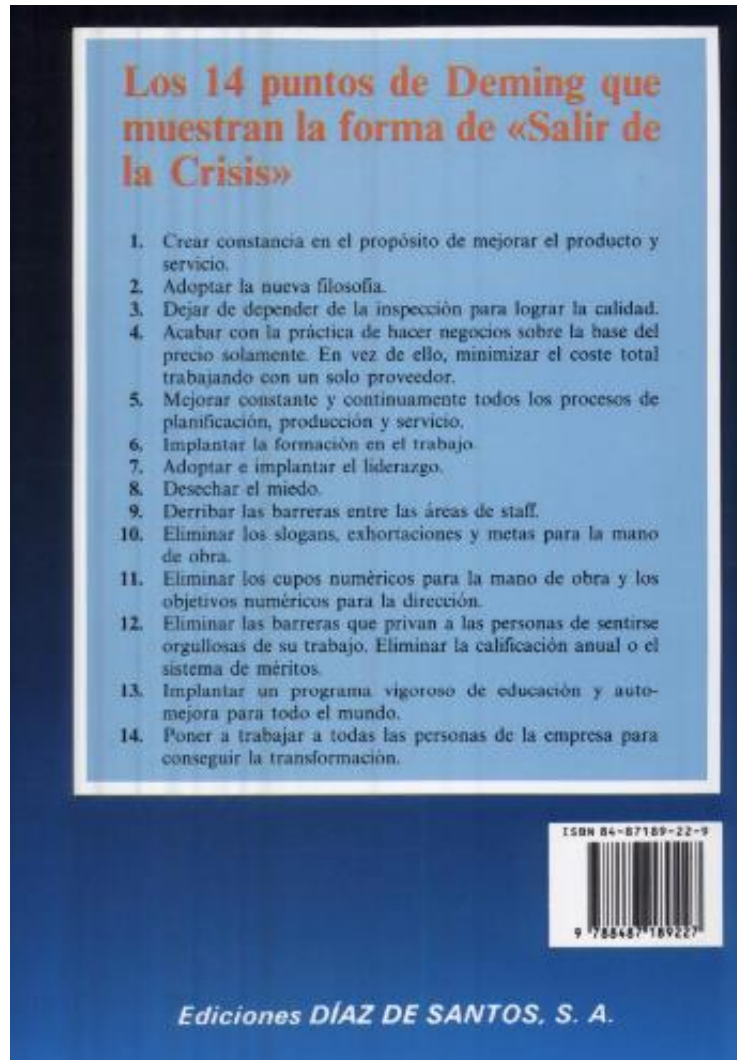 Los 14 puntos de Deming que
muestran la forma de «Salir de
la Crisis»
1. Crear constancia en el propósito de mejorar el producto y
servicio.
2. Adoptar la nueva filosofía.
3. Dejar de depender de la inspección para lograr la calidad.
4. Acabar con la práctica de hacer negocios sobre la base del
precio solamente. En vez de ello, minimizar el coste total
trabajando con un solo proveedor.
5. Mejorar constante y continuamente todos los procesos de
planificación, producción y servicio.
6. Implantar la formación en el trabajo.
7. Adoptar e implantar el liderazgo.
8. Desechar el miedo.
9. Derribar las barreras entre las áreas de staff.
10. Eliminar los slogans, exhortaciones y metas para la mano
de obra.
11. Eliminar los cupos numéricos para la mano de obra y los
objetivos numéricos para la dirección.
12. Eliminar las barreras que privan a las personas de sentirse
orgullosas de su trabajo. Eliminar la calificación anual o el
sistema de méritos.
13. Implantar un programa vigoroso de educación y auto-
mejora para todo el mundo.
14. Poner a trabajar a todas las personas de la empresa para
conseguir la transformación.
ISBN 84-87189-22-9
9 788487 189227
Ediciones DÍAZ DE SANTOS, S. A.